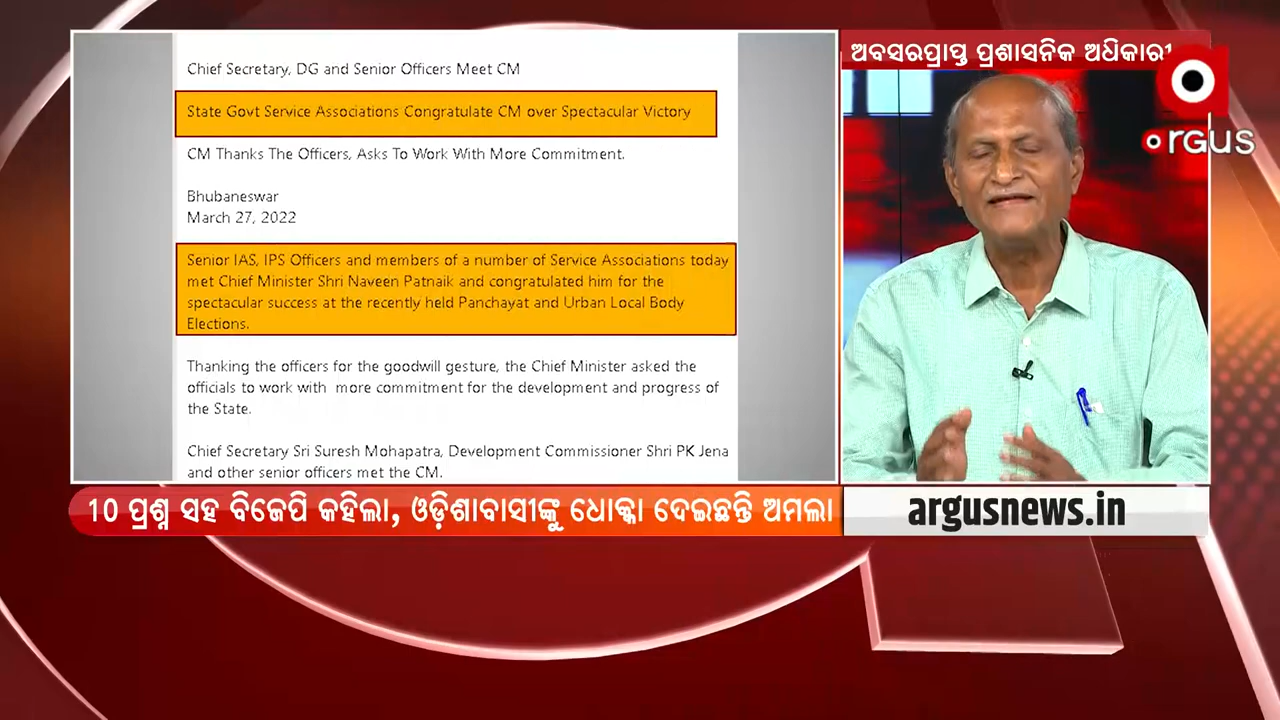 Chief Secretary, DG and Senior Officers Meet CM
State Govt Service Associations Congratulate CM over Spectacular Victory
CM Thanks The Officers, Asks To Work With More Commitment.
Bhubaneswar
March 27, 2022
Senior IAS, IPS Officers and members of a number of Service Associations today
met Chief Minister Shri Naveen Patnaik and congratulated him for the
spectacular success at the recently held Panchayat and Urban Local Body
Elections.
Thanking the officers for the goodwill gesture, the Chief Minister asked the
officials to work with more commitment for the development and progress of
the State.
Chief Secretary Sri Suresh Mohapatra, Development Commissioner Shri PK Jena
and other senior officers met the CM.
ଅବସରପ୍ରାପ୍ତ ପ୍ରଶାସନିକ ଅଧିକାରୀ
argus
10 ପ୍ରଶ୍ନ ସହ ବିଜେପି କହିଲା, ଓଡ଼ିଶାବାସୀଙ୍କୁ ଧୋକ୍କା ଦେଇଛନ୍ତି ଅମଲା
argusnews.in